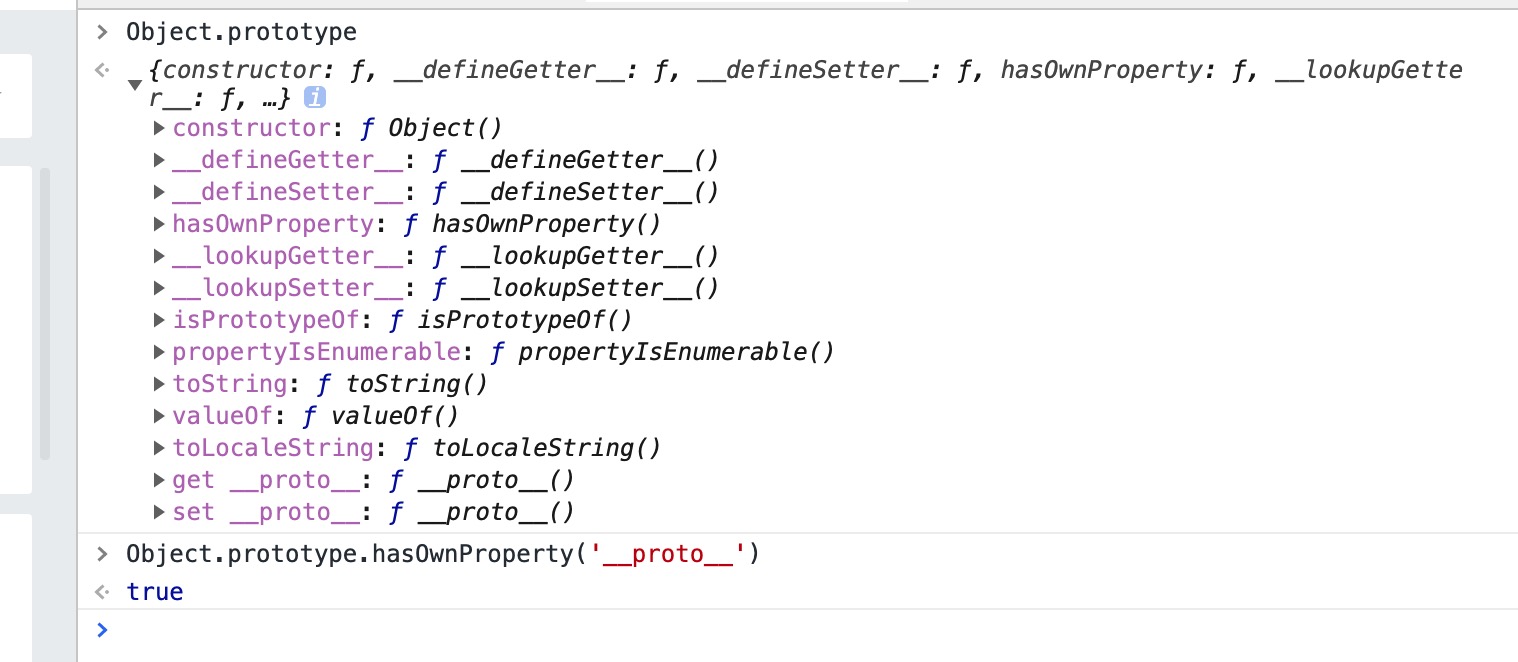 > Object.prototype
{constructor: ƒ, __defineGetter__: ƒ, __defineSetter__: ƒ, hasOwnProperty: ƒ, __lookupGette
r__: ƒ, …} i
constructor: ƒ Object()
__defineGetter__: ƒ __defineGetter__()
__defineSetter__: ƒ __defineSetter__()
hasOwnProperty: ƒ hasOwnProperty()
__lookupGetter__: ƒ __lookupGetter__()
__lookupSetter__: ƒ __lookupSetter__()
isPrototypeOf: ƒ isPrototypeOf()
propertyIsEnumerable: ƒ propertyIsEnumerable()
toString: ƒ toString()
valueOf: ƒ valueOf()
toLocaleString: ƒ toLocaleString()
get __proto__: ƒ __proto__()
set __proto__: ƒ __proto__()
> Object.prototype.hasOwnProperty('__proto__')
true
>